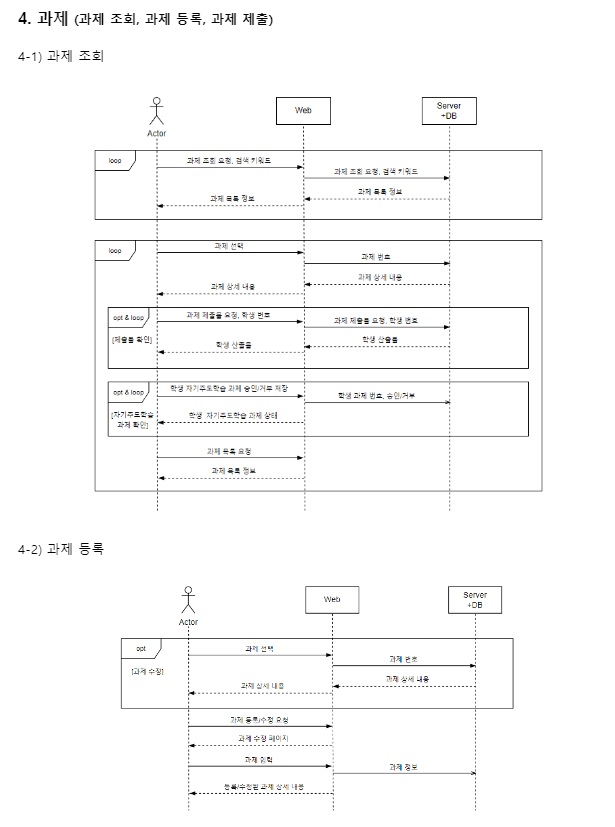 4. 과제 (과제 조회, 과제 등록, 과제 제출)
4-1) 과제 조회
Actor
Web
Server
+DB
loop
과제 조회 요청, 검색 키워드
과제 조회 요청, 검색 키워드
과제 목록 정보
과제 목록 정보
loop
과제 선택
과제 번호
과제 상세 내용
과제 상세 내용
opt & loop
[제출물 확인]
과제 제출물 요청, 학생 번호
과제 제출물 요청, 학생 번호
학생 산출물
학생 산출물
opt & loop
[자기주도학습
과제 확인]
학생 자기주도학습 과제 승인/거부 저장
학생 과제 번호, 승인/거부
학생 자기주도학습 과제 상태
과제 목록 요청
과제 목록 정보
4-2) 과제 등록
Actor
Web
Server
+DB
opt
[과제 수정]
과제 선택
과제 번호
과제 상세 내용
과제 상세 내용
과제 등록/수정 요청
과제 수정 페이지
과제 입력
과제 정보
등록/수정된 과제 상세 내용